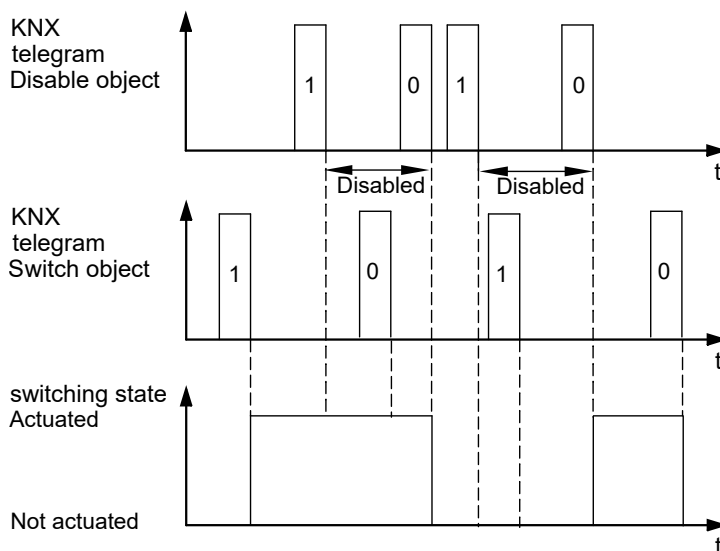 KNX
telegram
Disable object
1
0
1
0
t
Disabled
Disabled
KNX
telegram
Switch object
1
0
1
0
t
switching state
Actuated
Not actuated
t